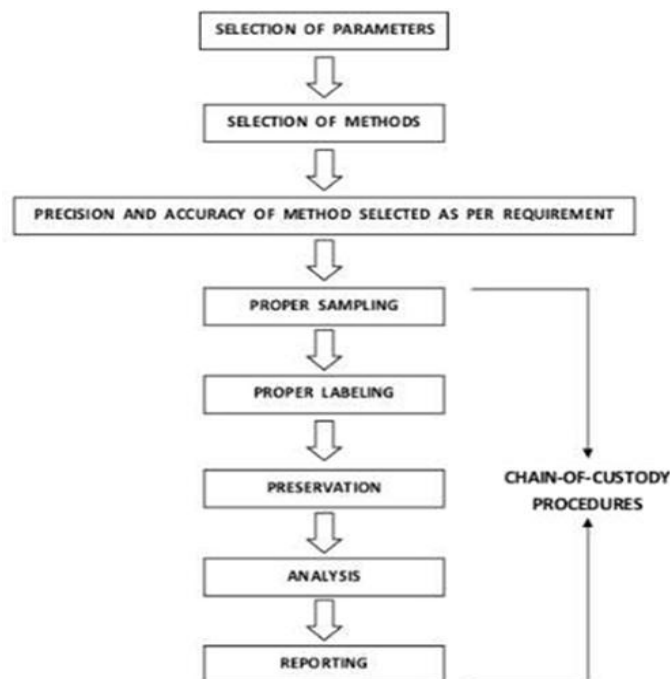 SELECTION OF PARAMETERS
SELECTION OF METHODS
PRECISION AND ACCURACY OF METHOD SELECTED AS PER REQUIREMENT
PROPER SAMPLING
PROPER LABELING
PRESERVATION
CHAIN-OF-CUSTODY
PROCEDURES
ANALYSIS
REPORTING